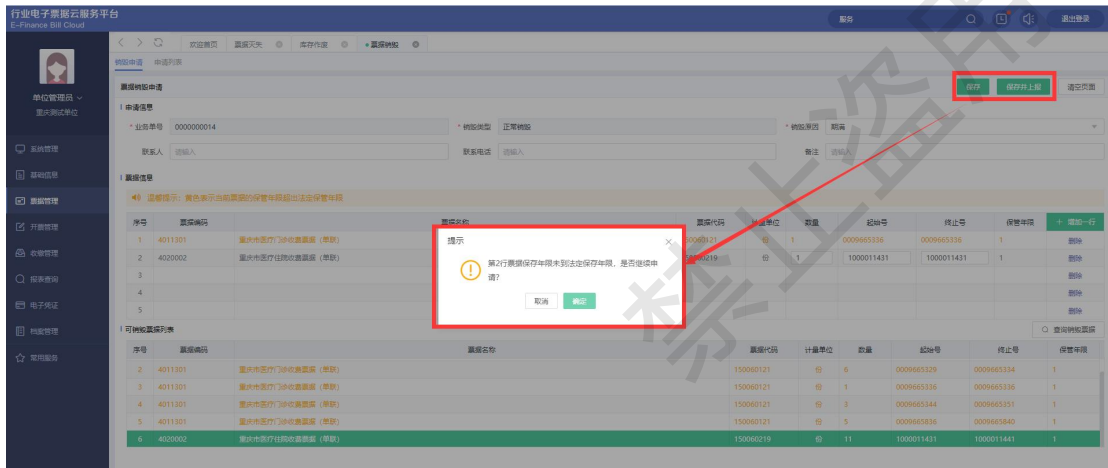 行业电子票据云服务平台
E-Finance Bill Cloud
服务
退出登录
欢迎首页 票据灭失 库存作废 票据销毁
销毁申请 申请列表
单位管理员
重庆测试单位
系统管理
基础信息
票据管理
开票管理
收缴管理
报表查询
电子凭证
档案管理
常用服务
票据销毁申请
保存 保存并上报 清空页面
申请信息
*业务单号 0000000014 *销毁类型 正常销毁 *销毁原因 期满
联系人 请输入 联系电话 请输入 备注 请输入
票据信息
温馨提示:黄色表示当前票据的保管年限超出法定保管年限
序号 票据编码 票据名称 票据代码 计量单位 数量 起始号 终止号 保管年限 + 增加一行
1 4011301 重庆市医疗门诊收费票据(单联) 50060121 份 1 0009665336 0009665336 1 删除
2 4020002 重庆市医疗住院收费票据(单联) 50060219 份 1 1000011431 1000011431 1 删除
3 删除
4 删除
5 删除
提示
第2行票据保存年限未到法定保存年限,是否继续申
请?
取消 确定
可销毁票据列表
查询销毁票据
序号 票据编码 票据名称 票据代码 计量单位 数量 起始号 终止号 保管年限
2 4011301 重庆市医疗门诊收费票据(单联) 150060121 份 6 0009665329 0009665334 1
3 4011301 重庆市医疗门诊收费票据(单联) 150060121 份 1 0009665336 0009665336 1
4 4011301 重庆市医疗门诊收费票据(单联) 150060121 份 3 0009665344 0009665351 1
5 4011301 重庆市医疗门诊收费票据(单联) 150060121 份 5 0009665836 0009665840 1
6 4020002 重庆市医疗住院收费票据(单联) 150060219 份 11 1000011431 1000011441 1
禁止盗用